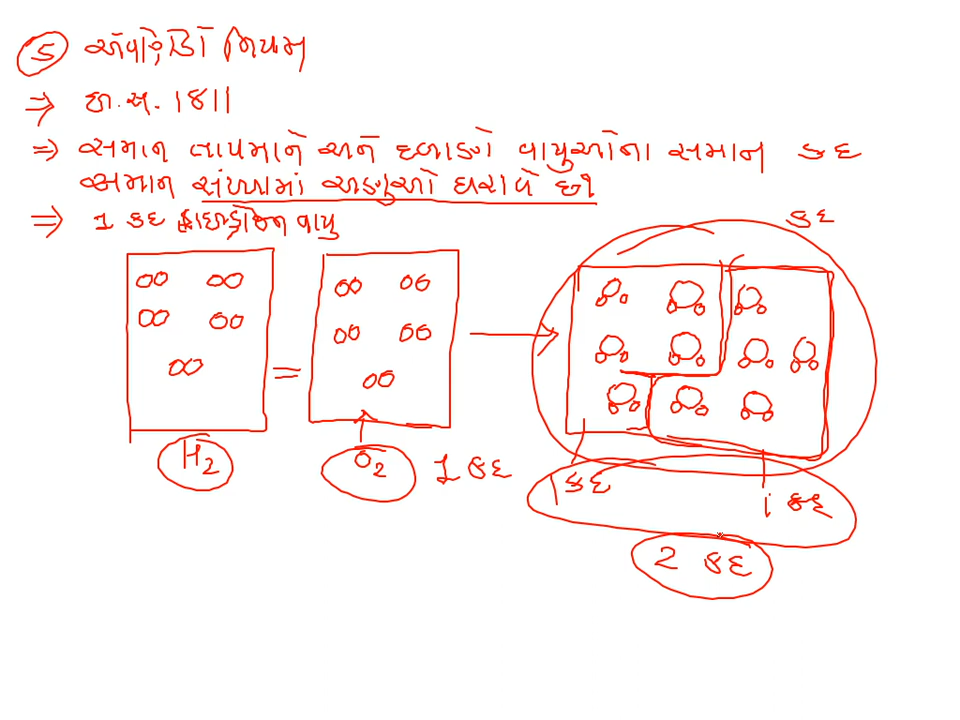 5 એવોગેડ્રો નિયમ
⇒ ઇ.સ. 1811
⇒ સમાન તાપમાને અને દબાણે વાયુઓના સમાન કદ
સમાન સંખ્યામાં અણુઓ ધરાવે છે
⇒ 1 કદ હાઇડ્રોજન વાયુ
કદ
=
H2
O2
1 કદ
1 કદ
1 કદ
2 કદ